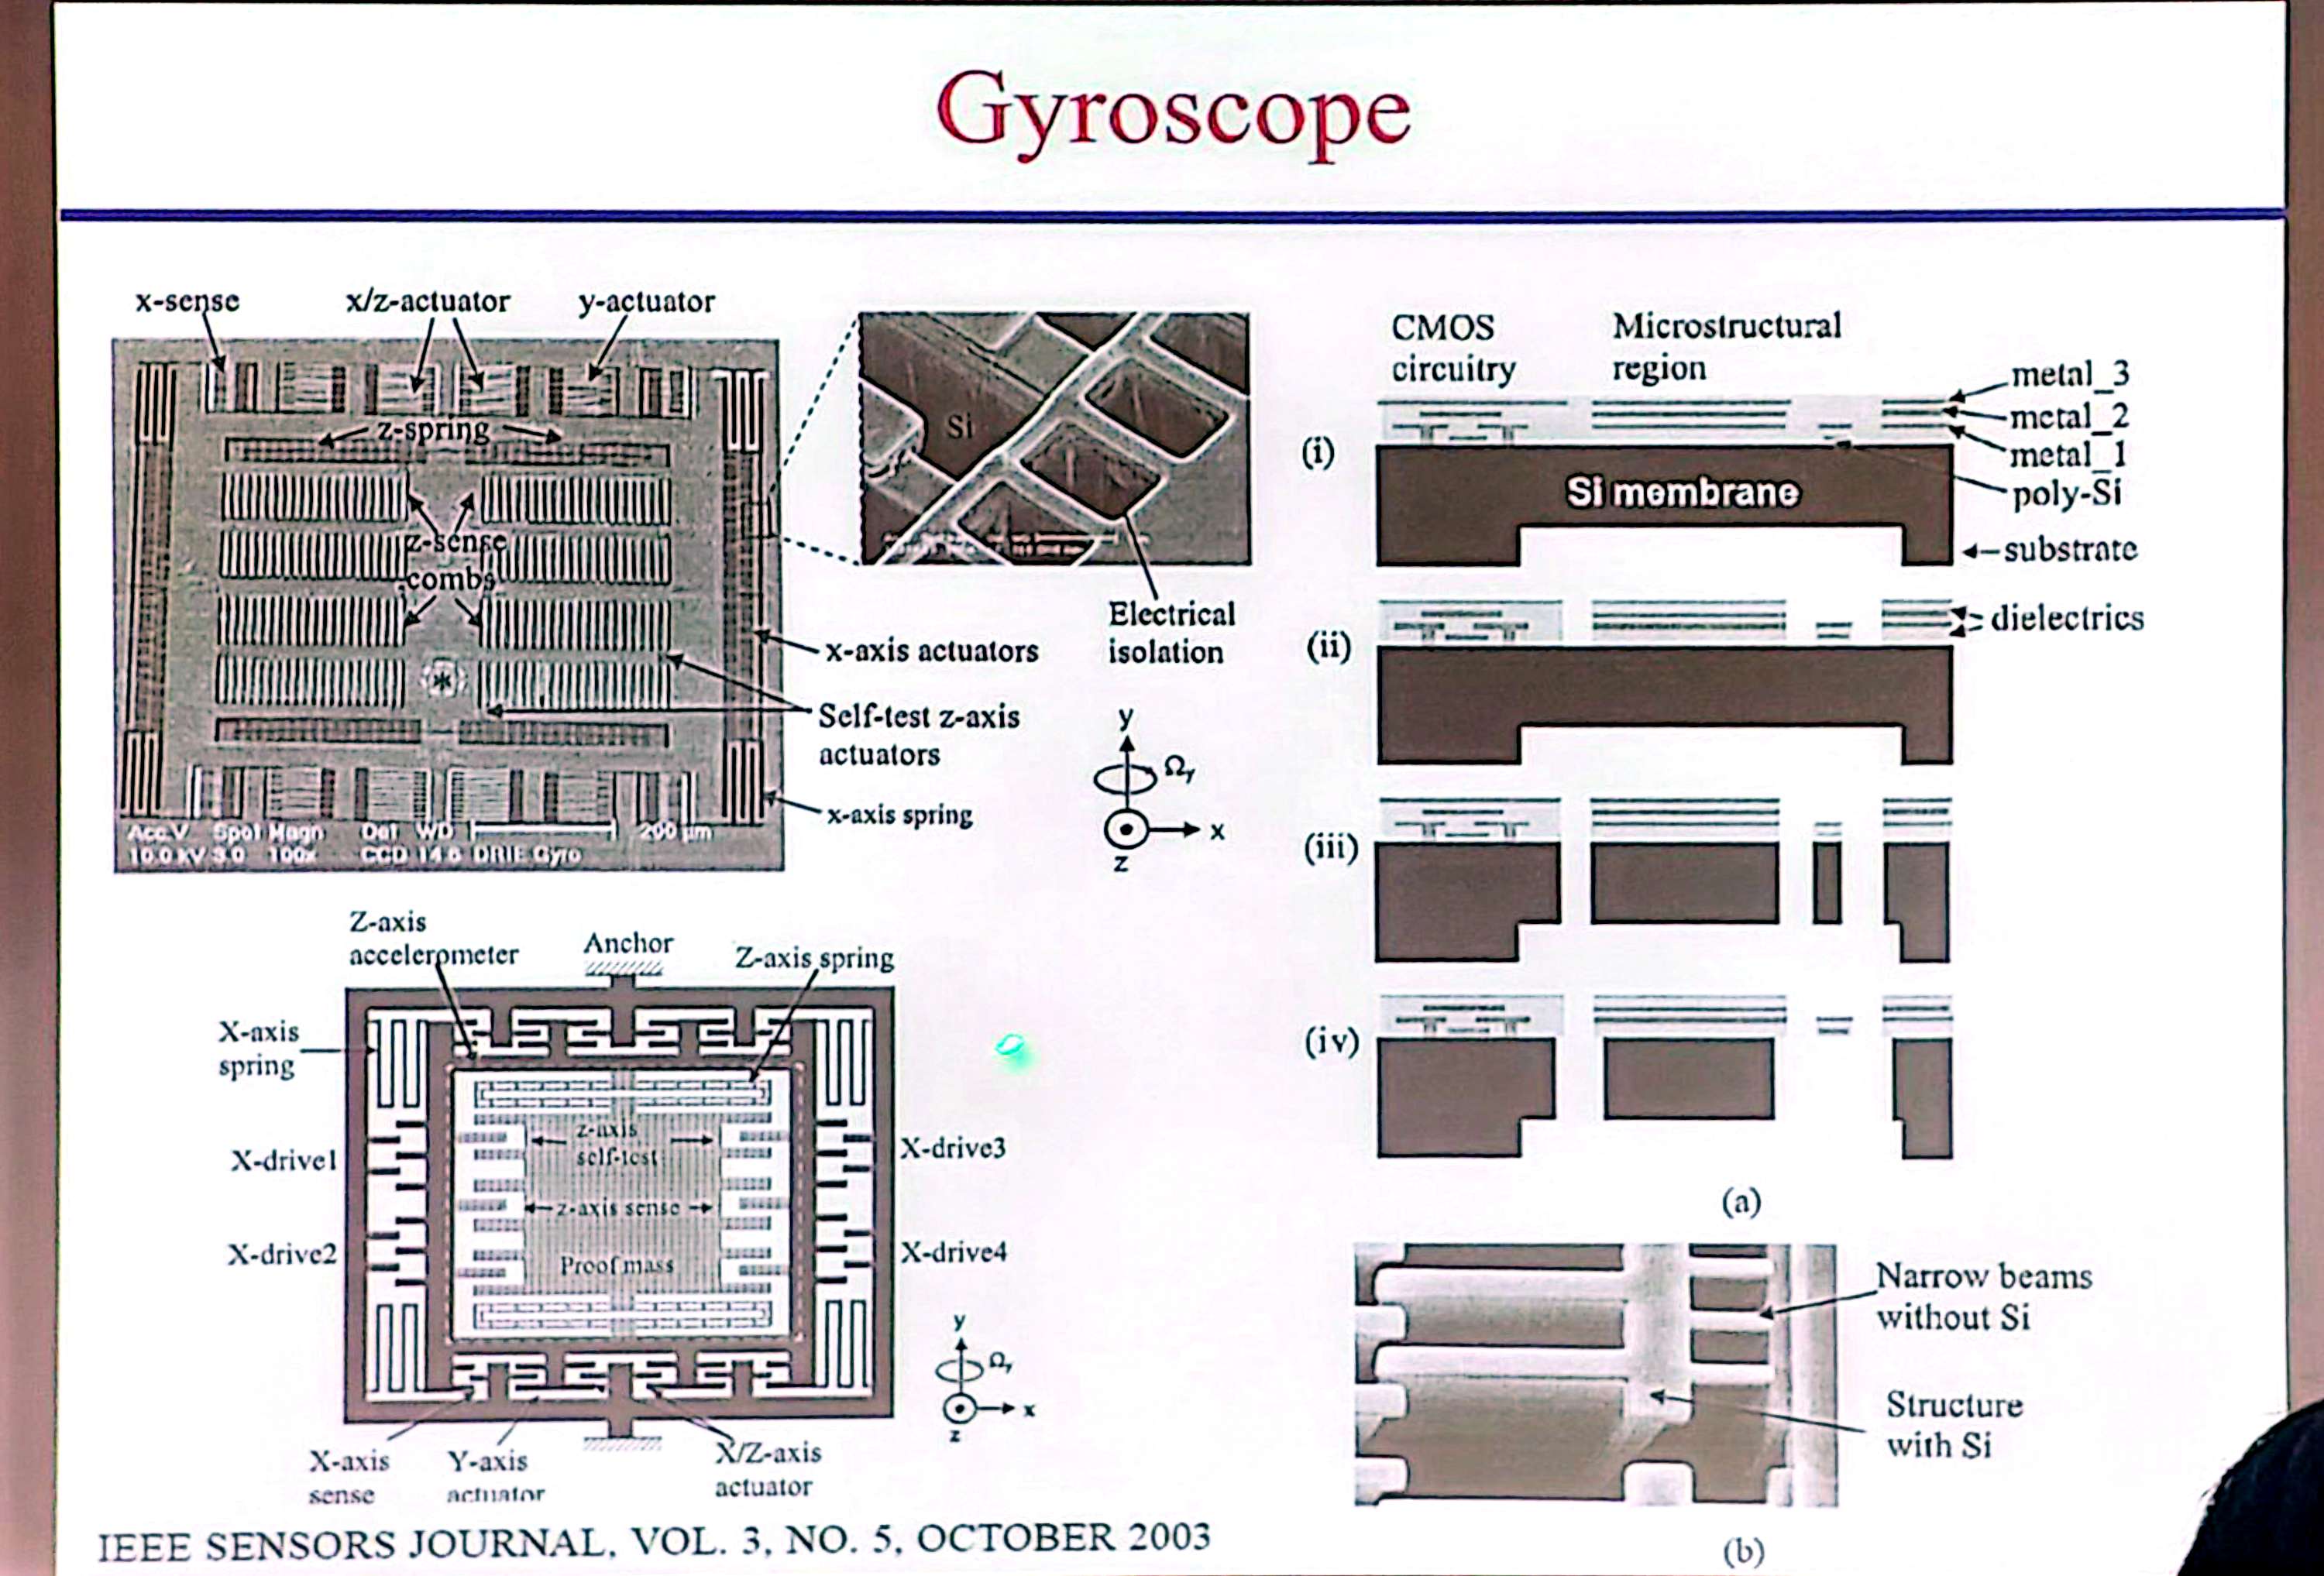 Gyroscope
x-sense
x/z-actuator
y-actuator
z-spring
z-sense
combs
Si
Electrical
isolation
x-axis actuators
Self-test z-axis
actuators
x-axis spring
Acc.V Spot Magn Det WD
200 µm
10.0 kV 3.0 100x CCD 14.6 DRIE Gyro
y
Ωy
x
z
Z-axis
accelerometer
Anchor
Z-axis spring
X-axis
spring
z-axis
self-test
X-drive1
X-drive3
z-axis sense
X-drive2
X-drive4
Proof mass
y
Ωy
x
z
X-axis
sense
Y-axis
actuator
X/Z-axis
actuator
CMOS
circuitry
Microstructural
region
metal_3
metal_2
metal_1
poly-Si
(i)
Si membrane
substrate
(ii)
dielectrics
(iii)
(iv)
(a)
Narrow beams
without Si
Structure
with Si
(b)
IEEE SENSORS JOURNAL, VOL. 3, NO. 5, OCTOBER 2003